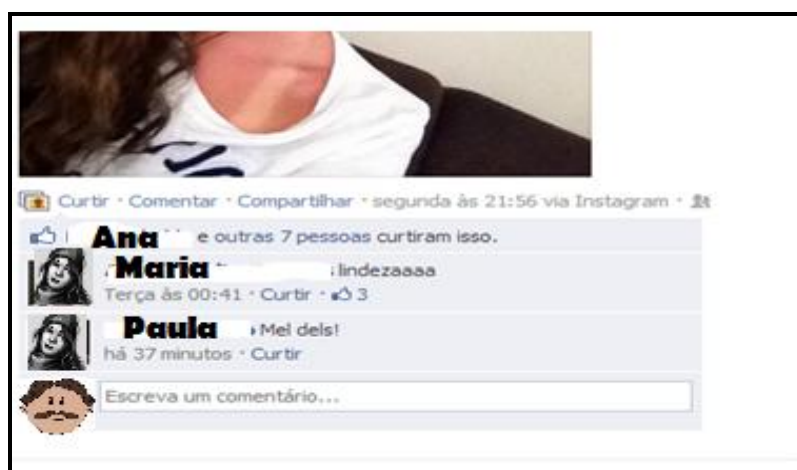 Curtir · Comentar · Compartilhar · segunda às 21:56 via Instagram ·
Ana e outras 7 pessoas curtiram isso.
Maria lindezaaaa
Terça às 00:41 · Curtir · 3
Paula Mel dels!
há 37 minutos · Curtir
Escreva um comentário...